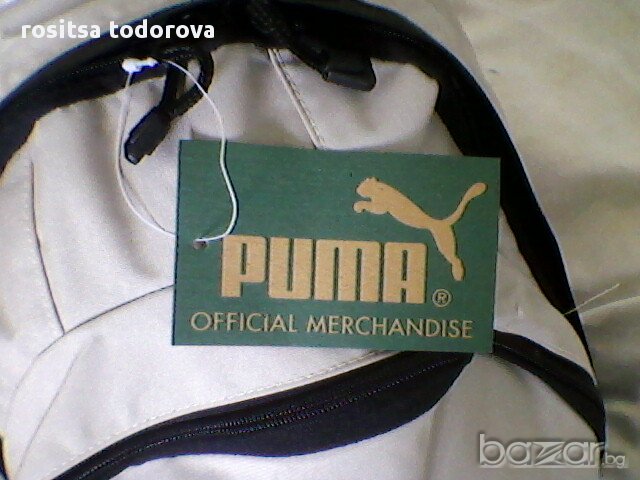 rositsa todorova
PUMA®
OFFICiAL MERCHANDISE
bazar.bg